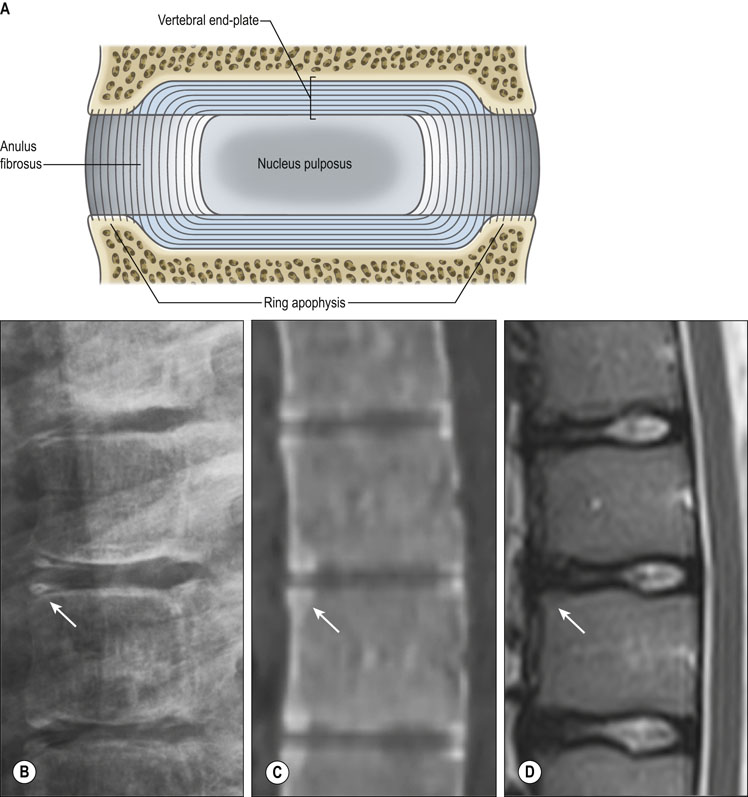 A
Vertebral end-plate
Anulus
fibrosus
Nucleus pulposus
Ring apophysis
B
C
D